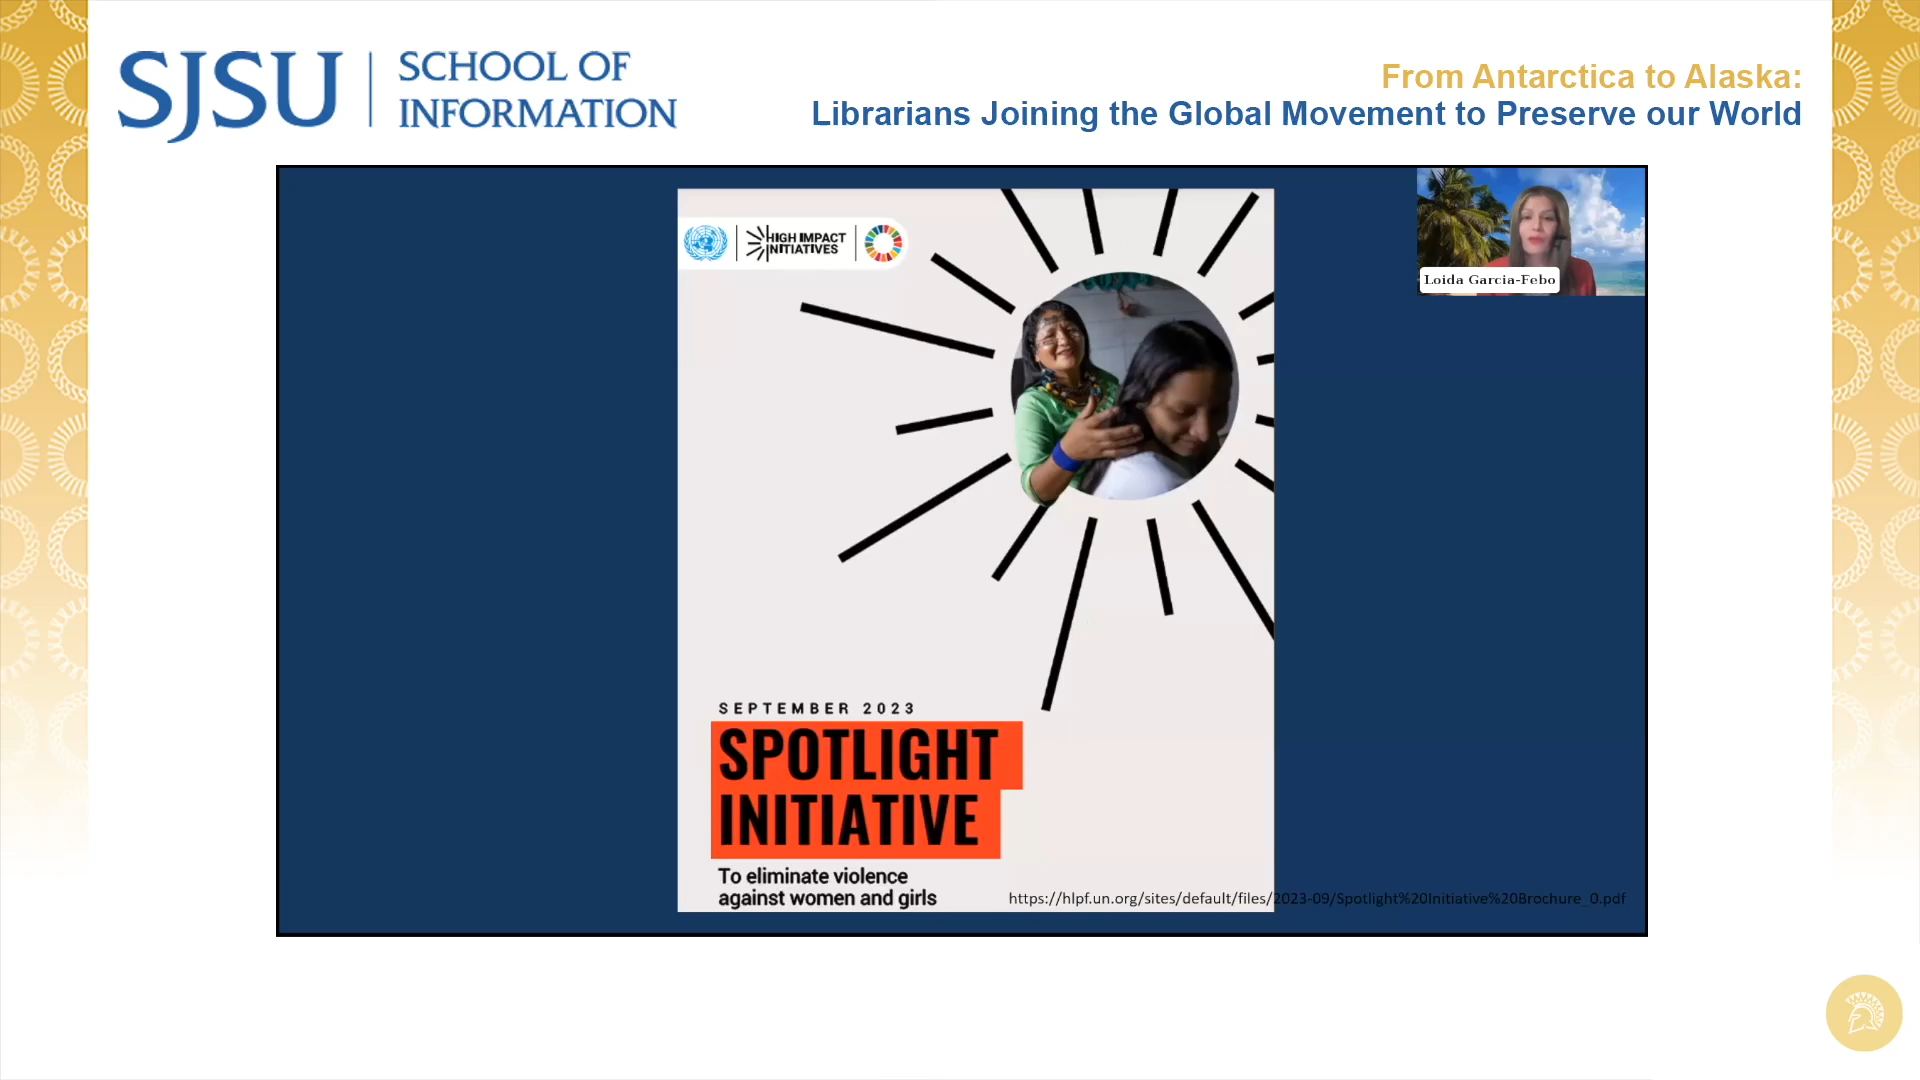 SJSU
SCHOOL OF
INFORMATION
From Antarctica to Alaska:
Librarians Joining the Global Movement to Preserve our World
HIGH IMPACT
INITIATIVES
Loida Garcia-Febo
SEPTEMBER 2023
SPOTLIGHT
INITIATIVE
To eliminate violence
against women and girls
https://hlpf.un.org/sites/default/files/2023-09/Spotlight%20Initiative%20Brochure_0.pdf